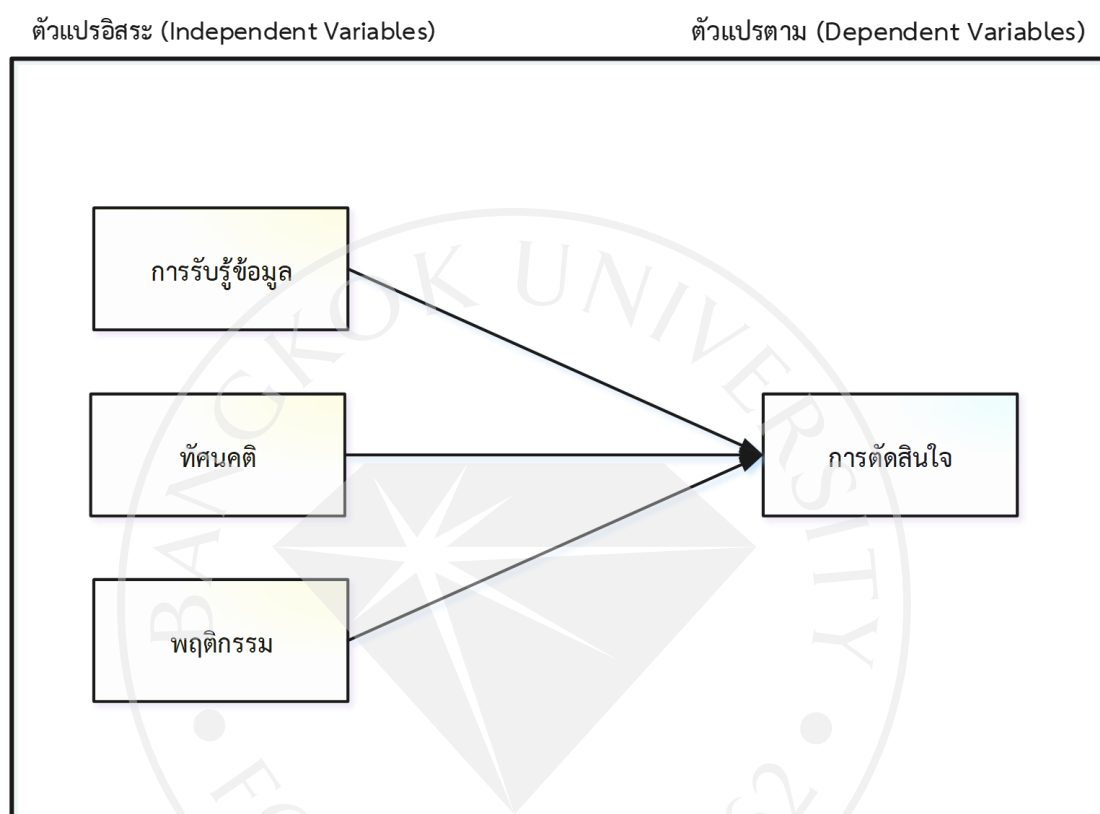 ตัวแปรอิสระ (Independent Variables)
ตัวแปรตาม (Dependent Variables)
การรับรู้ข้อมูล
ทัศนคติ
การตัดสินใจ
พฤติกรรม
BANGKOK UNIVERSITY